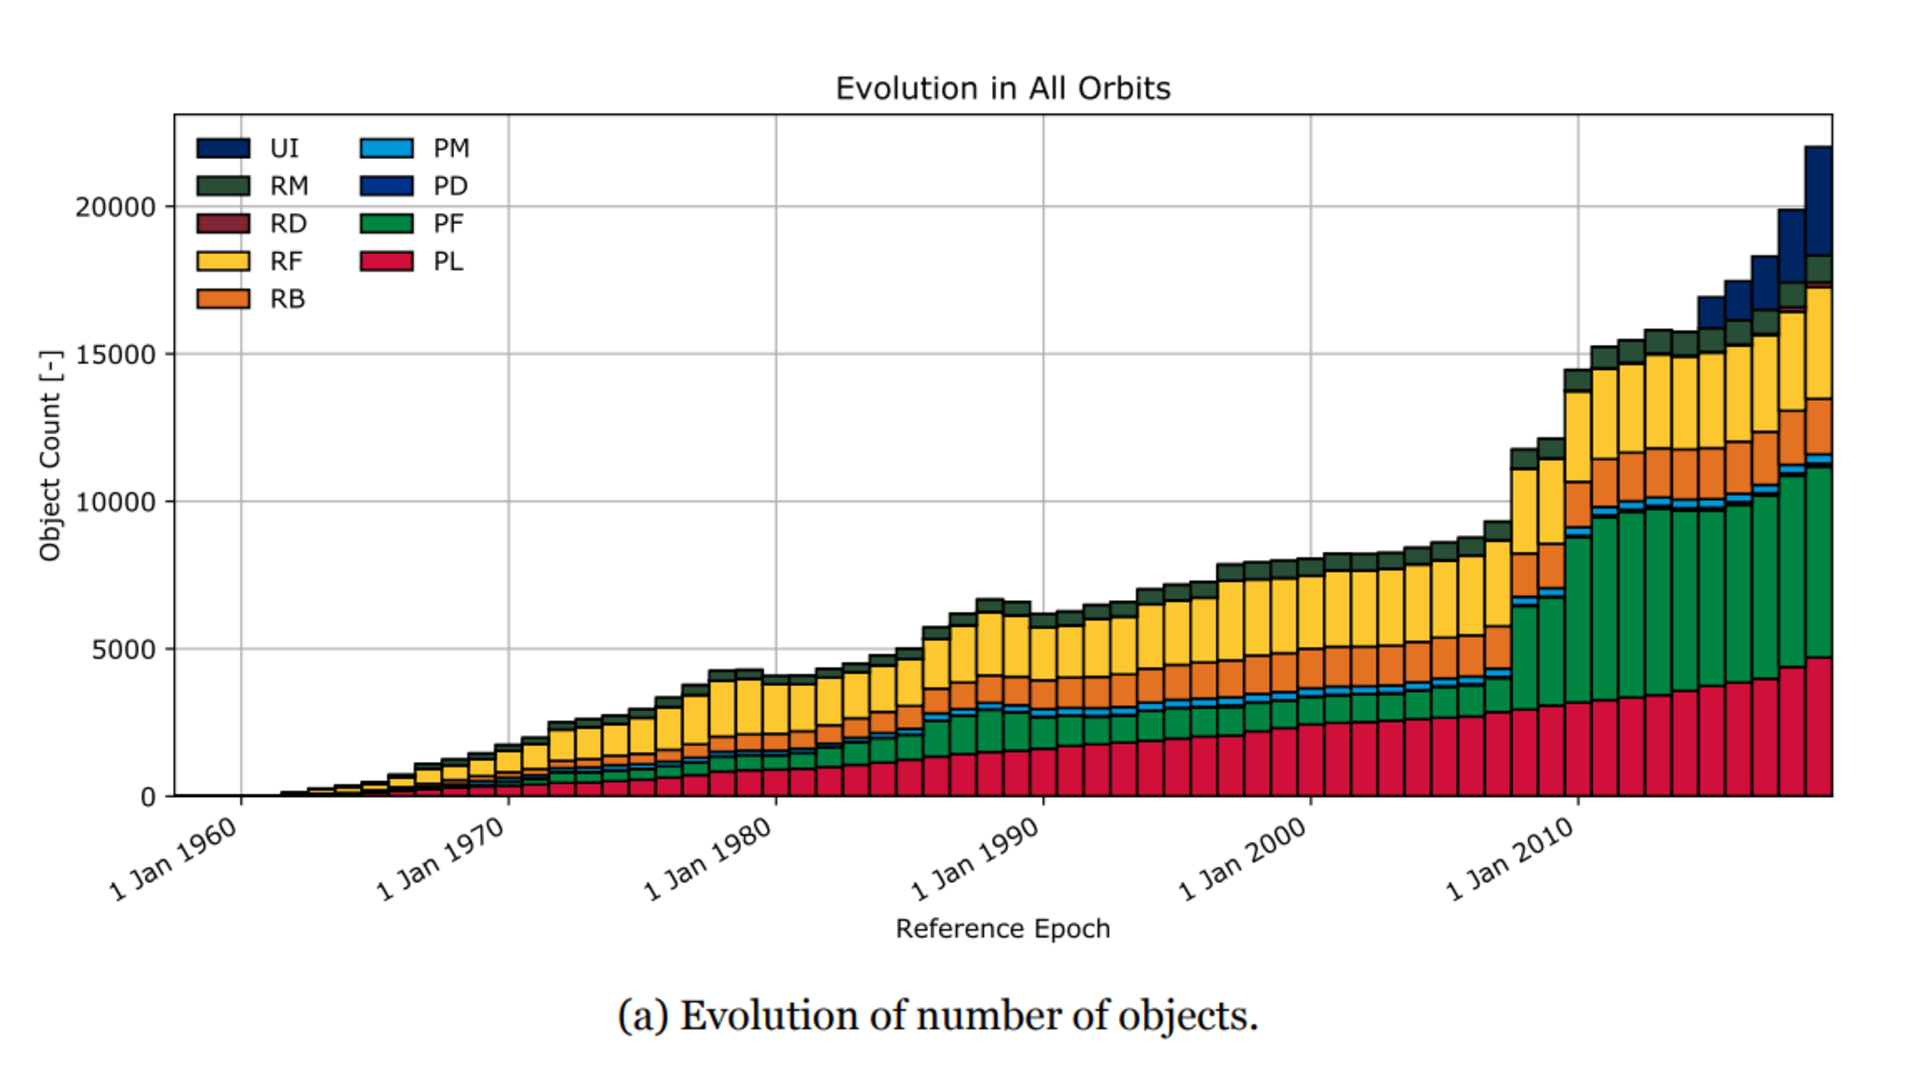 Evolution in All Orbits
UI
RM
RD
RF
RB
PM
PD
PF
PL
Object Count [-]
20000
15000
10000
5000
0
1 Jan 1960
1 Jan 1970
1 Jan 1980
1 Jan 1990
1 Jan 2000
1 Jan 2010
Reference Epoch
(a) Evolution of number of objects.